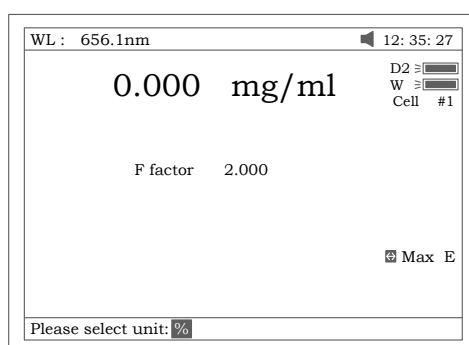 WL : 656.1nm 12: 35: 27
0.000 mg/ml
D2
W
Cell #1
F factor 2.000
Max E
Please select unit: %